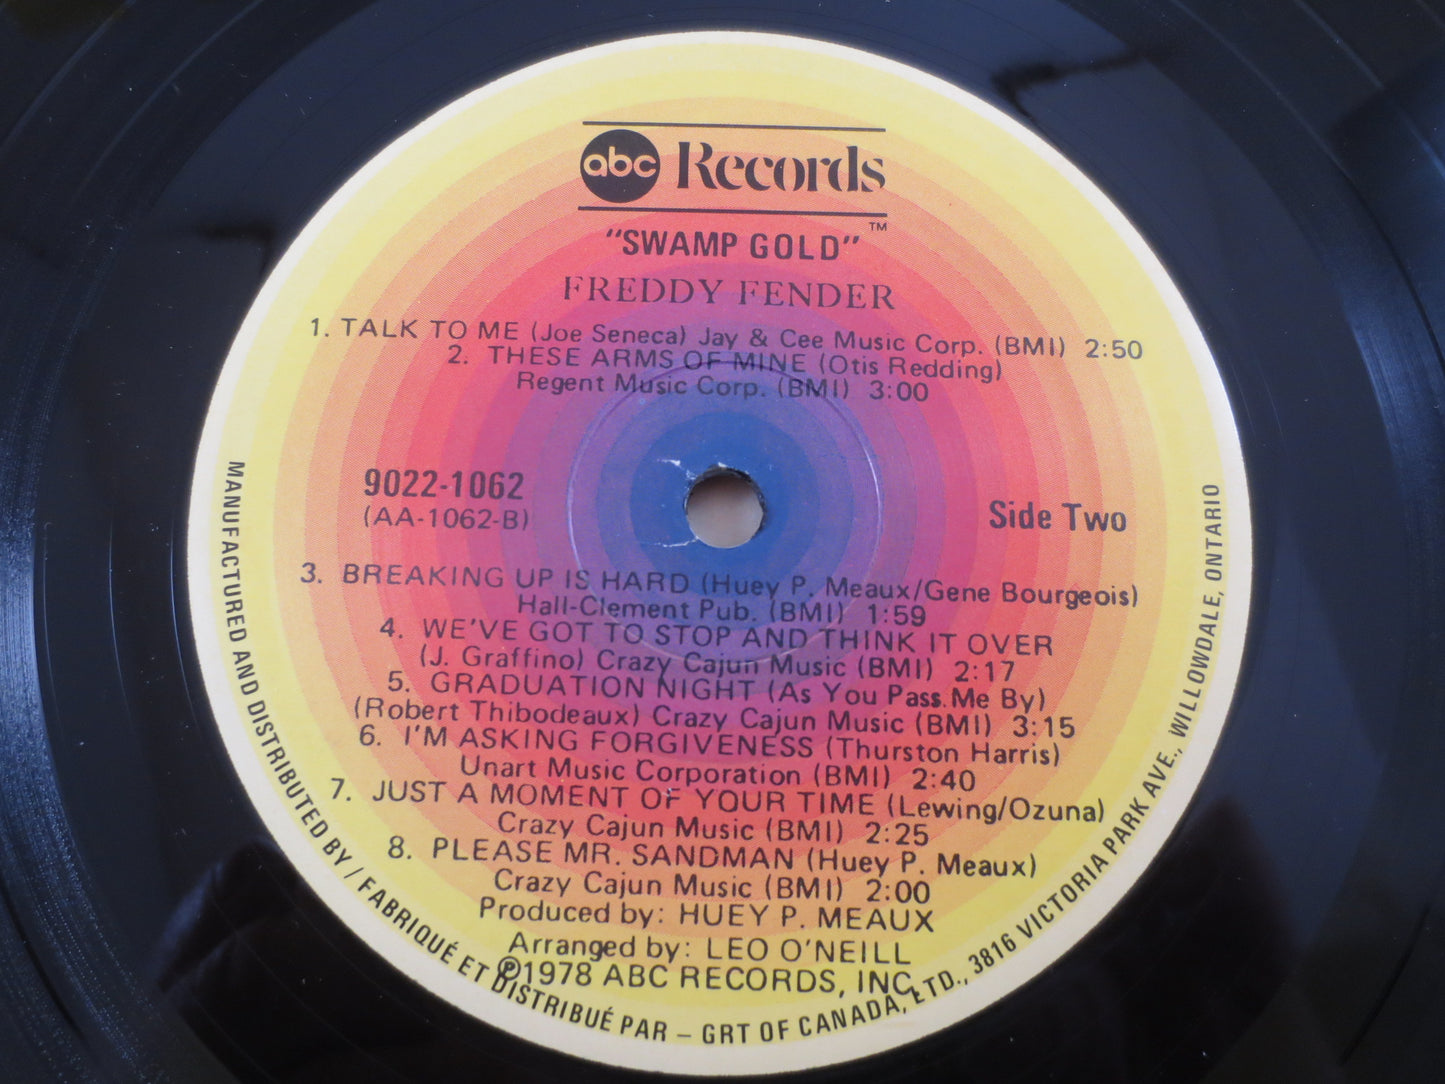 abc Records
TM
"SWAMP GOLD"
FREDDY FENDER
1. TALK TO ME (Joe Seneca) Jay & Cee Music Corp. (BMI) 2:50
2. THESE ARMS OF MINE (Otis Redding)
Regent Music Corp. (BMI) 3:00
9022-1062
(AA-1062-B)
Side Two
3. BREAKING UP IS HARD (Huey P. Meaux/Gene Bourgeois)
Hall-Clement Pub. (BMI) 1:59
4. WE'VE GOT TO STOP AND THINK IT OVER
(J. Graffino) Crazy Cajun Music (BMI) 2:17
5. GRADUATION NIGHT (As You Pass Me By)
(Robert Thibodeaux) Crazy Cajun Music (BMI) 3:15
6. I'M ASKING FORGIVENESS (Thurston Harris)
Unart Music Corporation (BMI) 2:40
7. JUST A MOMENT OF YOUR TIME (Lewing/Ozuna)
Crazy Cajun Music (BMI) 2:25
8. PLEASE MR. SANDMAN (Huey P. Meaux)
Crazy Cajun Music (BMI) 2:00
Produced by: HUEY P. MEAUX
Arranged by: LEO O'NEILL
℗1978 ABC RECORDS, INC.
MANUFACTURED AND DISTRIBUTED BY / FABRIQUÉ ET DISTRIBUÉ PAR – GRT OF CANADA, LTD., 3816 VICTORIA PARK AVE., WILLOWDALE, ONTARIO